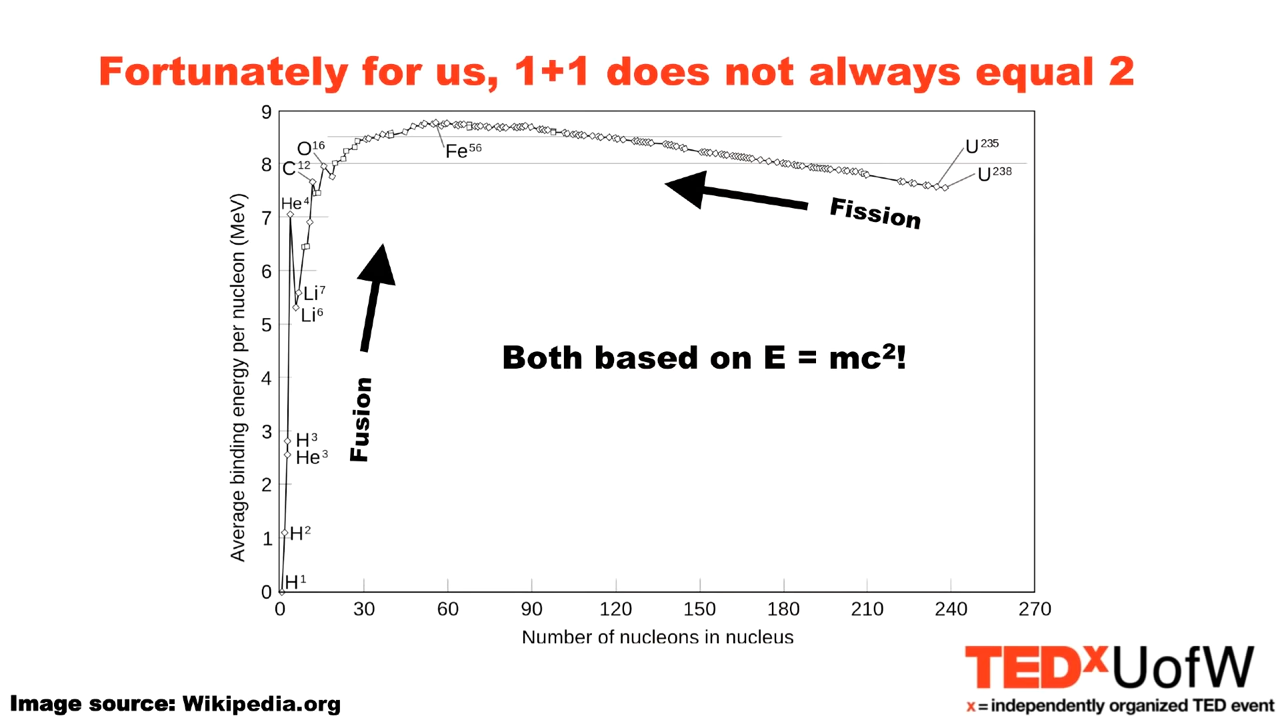 Fortunately for us, 1+1 does not always equal 2
9
8
7
6
5
4
3
2
1
0
Average binding energy per nucleon (MeV)
O¹⁶
C¹²
He⁴
Li⁷
Li⁶
H³
He³
H²
H¹
Fe⁵⁶
U²³⁵
U²³⁸
Fission
Fusion
Both based on E = mc²!
0 30 60 90 120 150 180 210 240 270
Number of nucleons in nucleus
TEDxUofW
x = independently organized TED event
Image source: Wikipedia.org